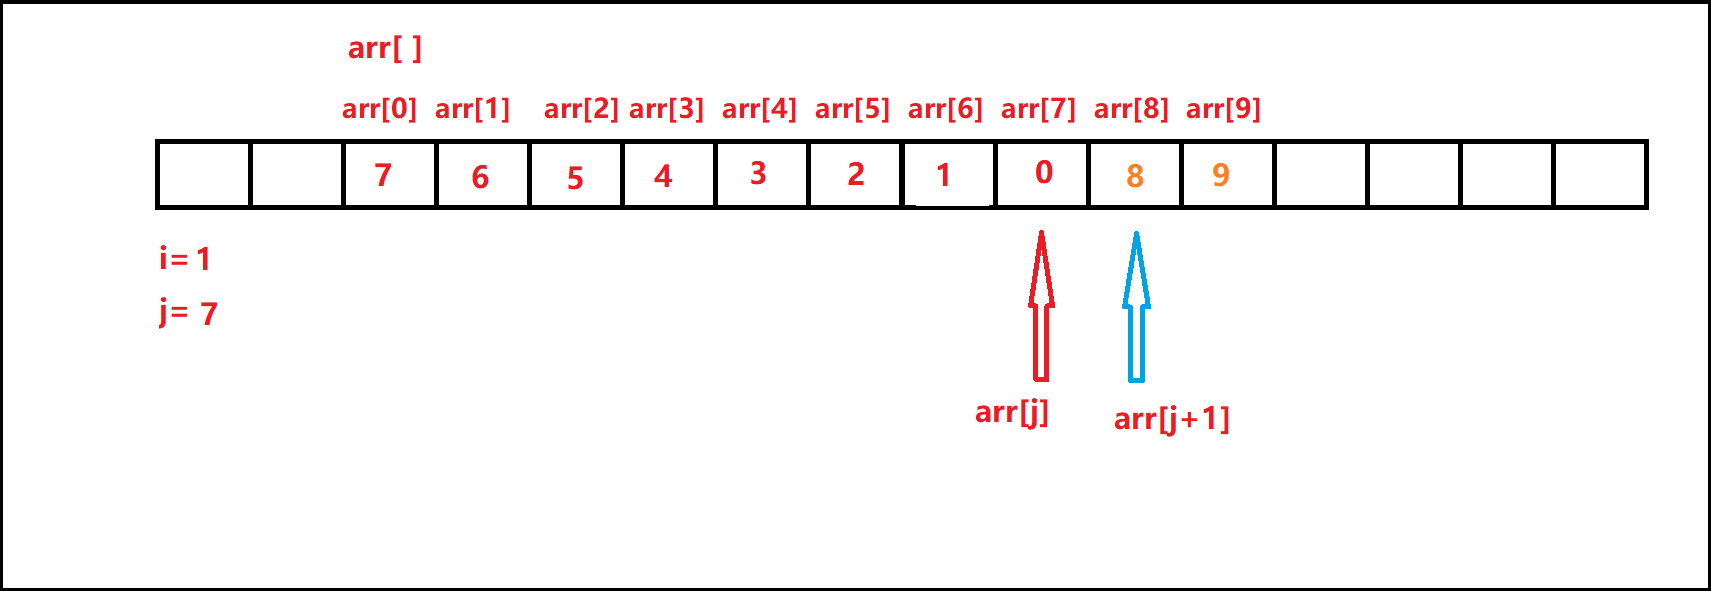 arr[ ]
arr[0] arr[1] arr[2] arr[3] arr[4] arr[5] arr[6] arr[7] arr[8] arr[9]
7 6 5 4 3 2 1 0 8 9
i= 1
j= 7
arr[j] arr[j+1]